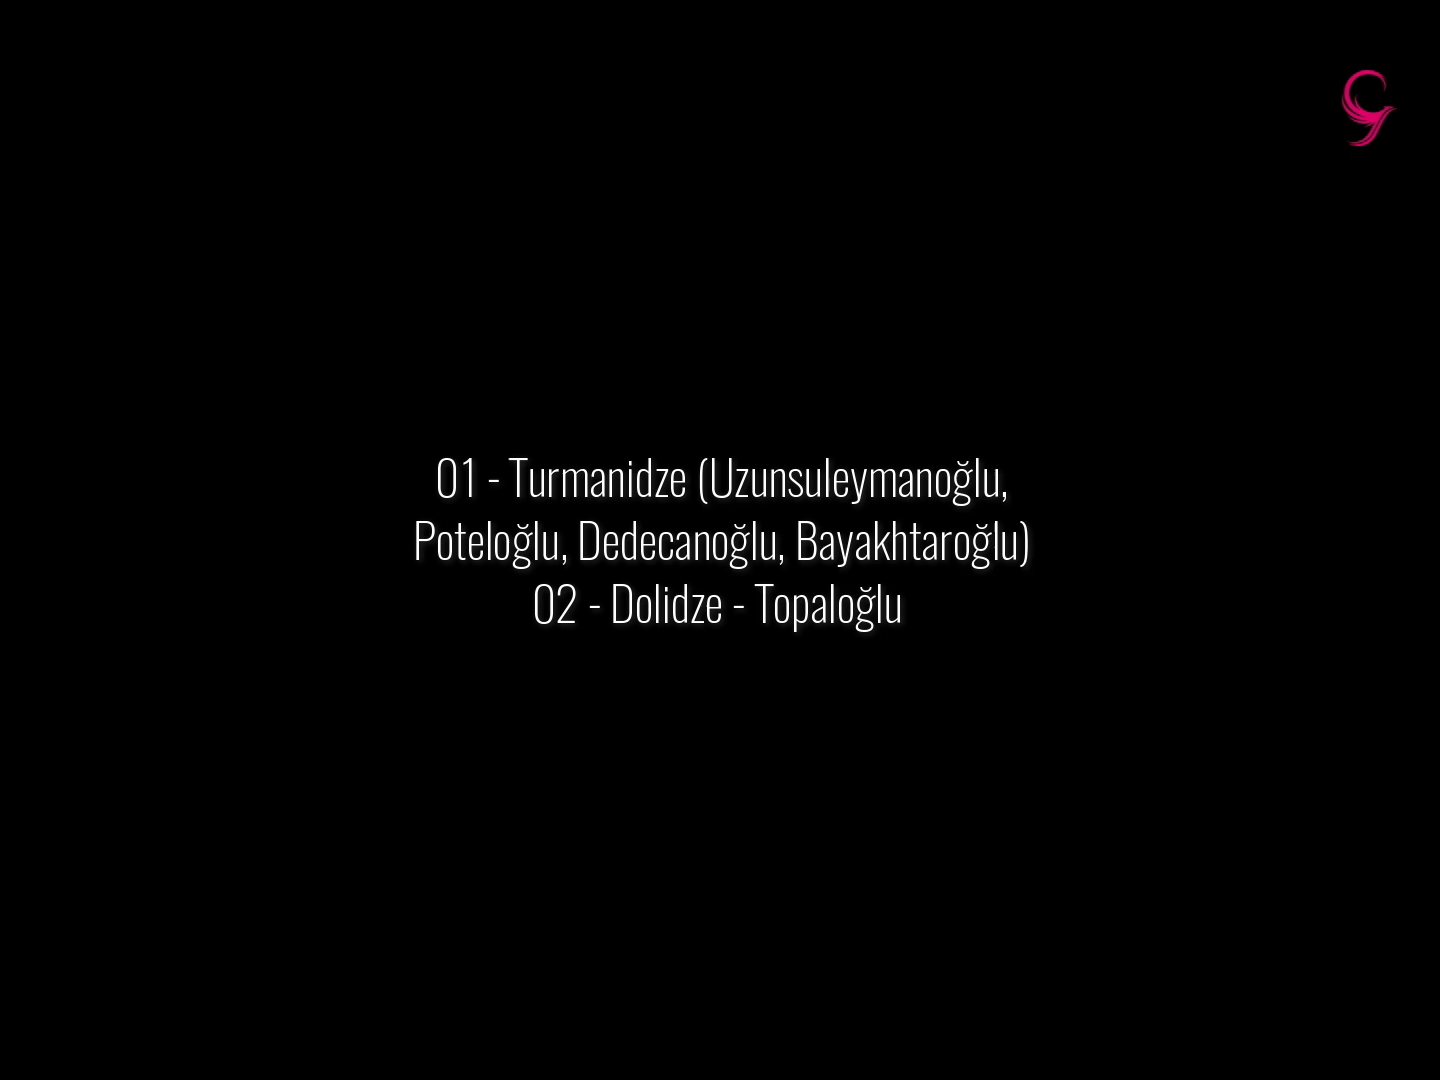 01 - Turmanidze (Uzunsuleymanoğlu,
Poteloğlu, Dedecanoğlu, Bayakhtaroğlu)
02 - Dolidze - Topaloğlu